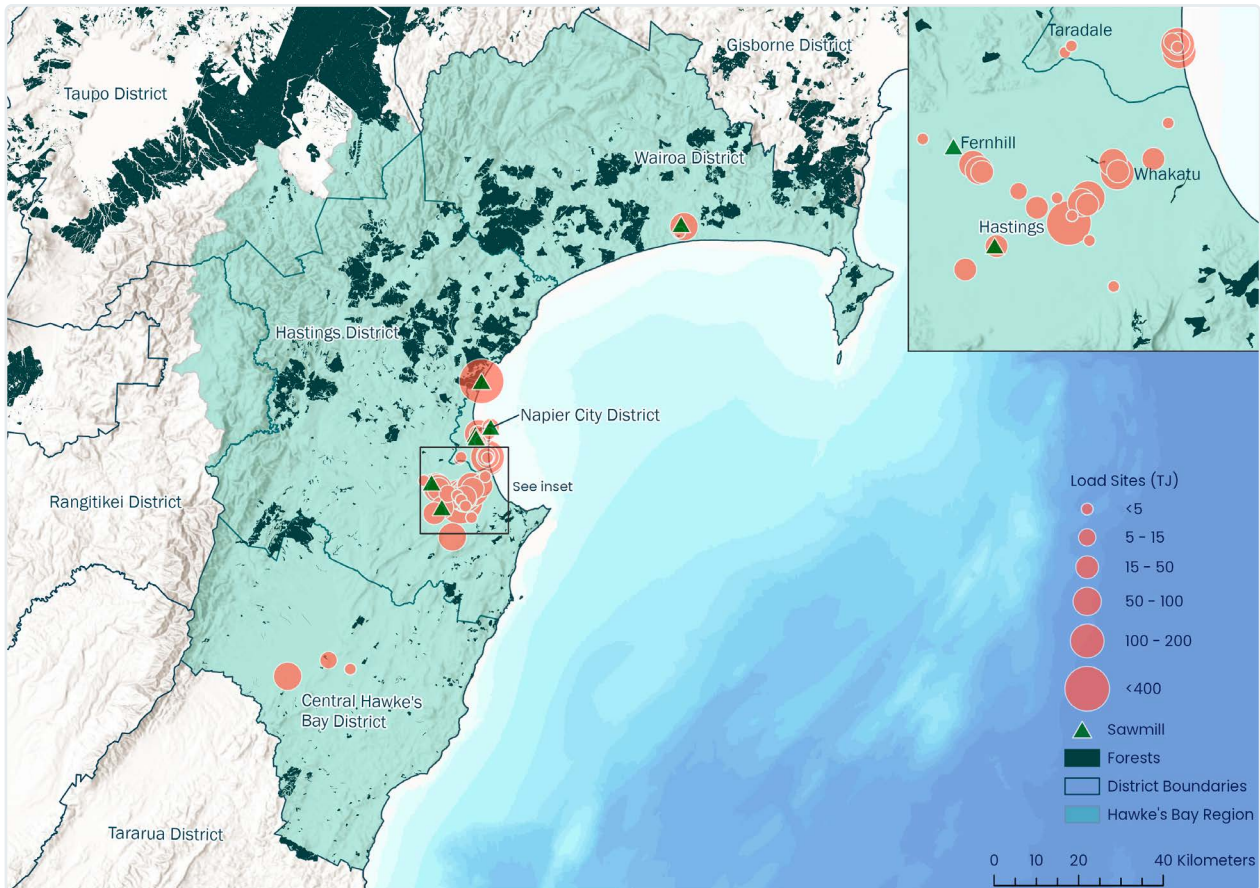 Taradale
Gisborne District
Taupo District
Fernhill
Wairoa District
Whakatu
Hastings
Hastings District
Napier City District
See inset
Rangitikei District
Central Hawke's
Bay District
Tararua District
Load Sites (TJ)
<5
5 - 15
15 - 50
50 - 100
100 - 200
<400
Sawmill
Forests
District Boundaries
Hawke's Bay Region
0 10 20 40 Kilometers